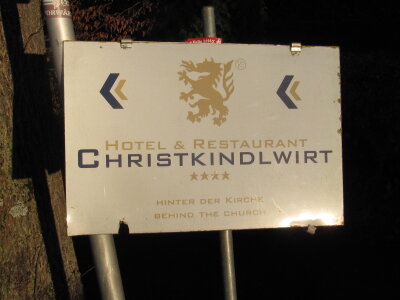 ®
HOTEL & RESTAURANT
CHRISTKINDLWIRT
★★★★
HINTER DER KIRCHE
BEHIND THE CHURCH